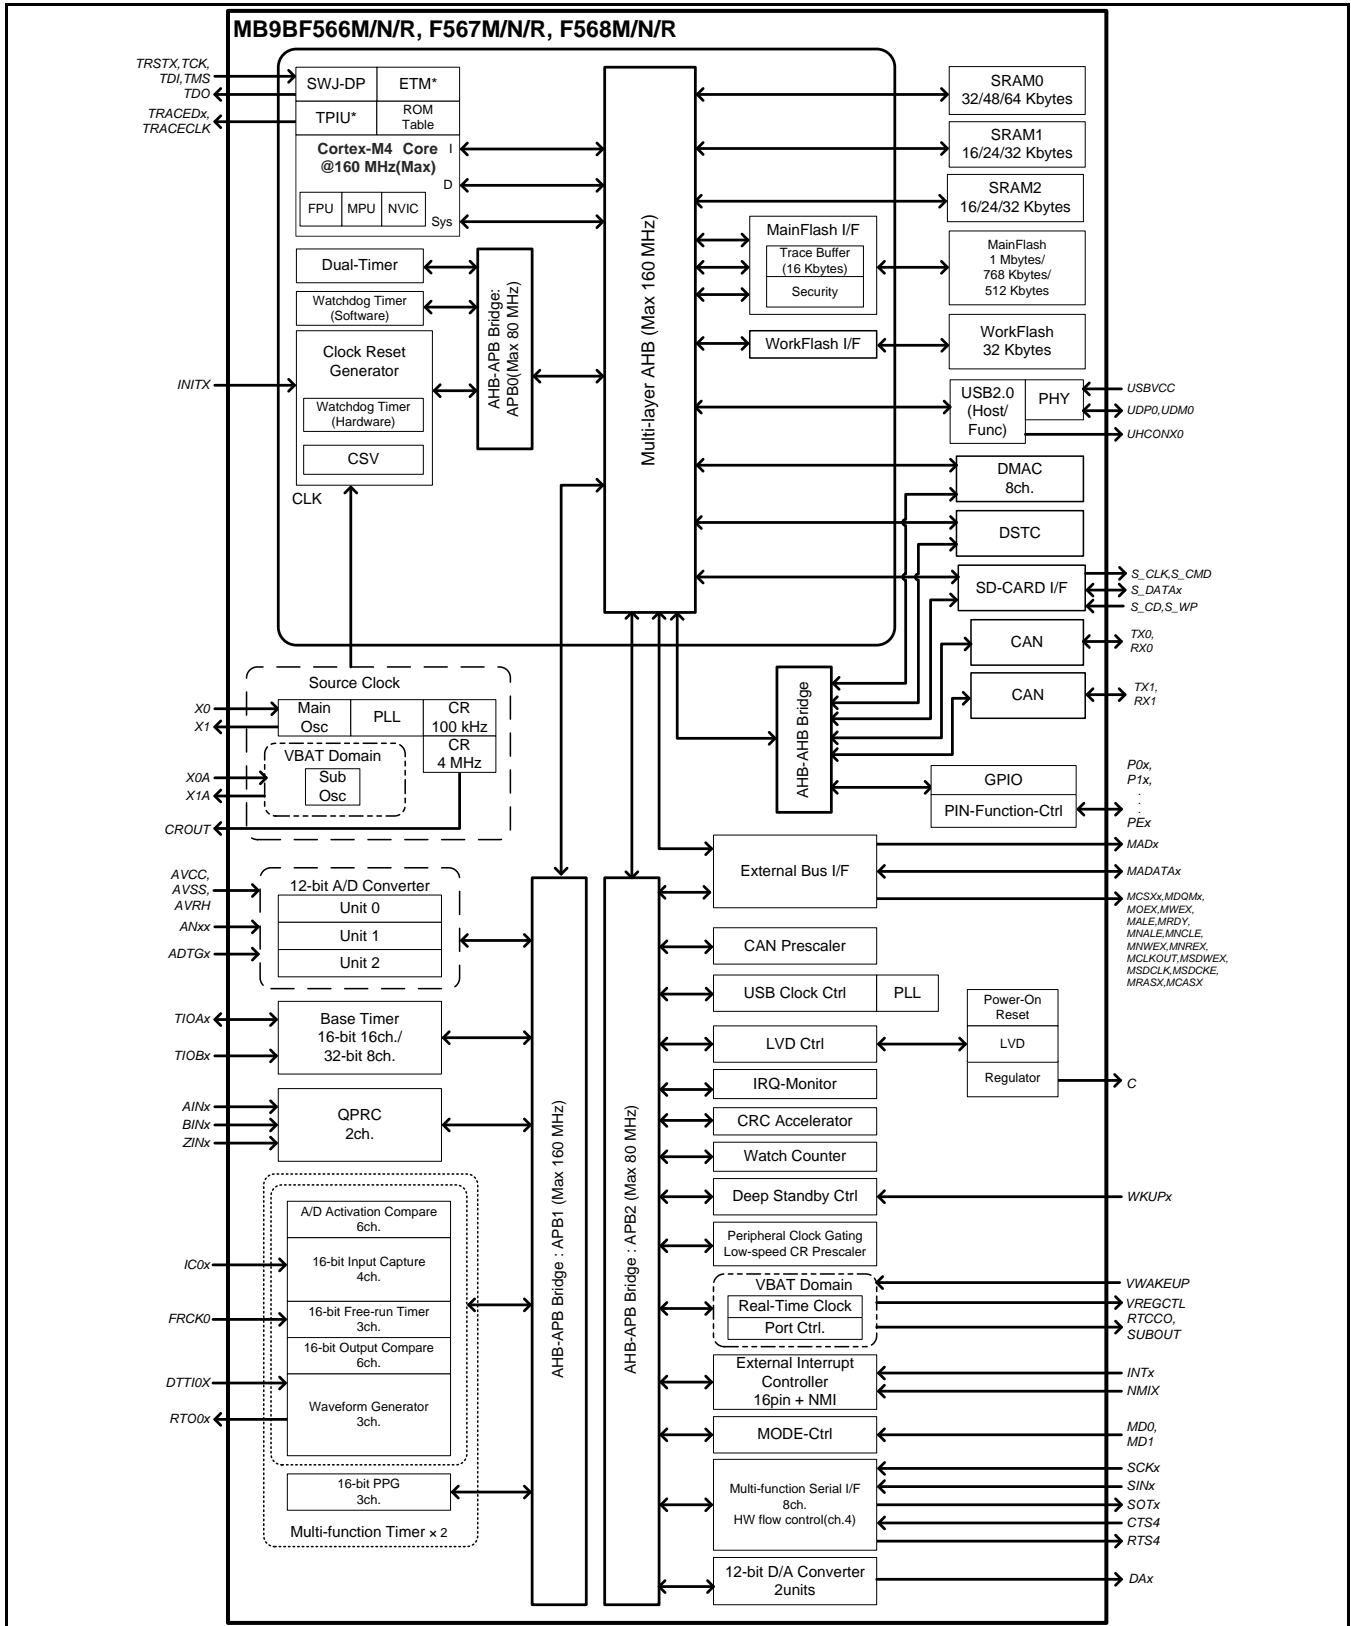 MB9BF566M/N/R, F567M/N/R, F568M/N/R
TRSTX,TCK,
TDI,TMS
TDO
TRACEDx,
TRACECLK
SWJ-DP
ETM*
TPIU*
ROM
Table
Cortex-M4 Core
@160 MHz(Max)
I
D
Sys
FPU
MPU
NVIC
Dual-Timer
Watchdog Timer
(Software)
Clock Reset
Generator
Watchdog Timer
(Hardware)
CSV
CLK
INITX
AHB-APB Bridge:
APB0(Max 80 MHz)
Multi-layer AHB (Max 160 MHz)
SRAM0
32/48/64 Kbytes
SRAM1
16/24/32 Kbytes
SRAM2
16/24/32 Kbytes
MainFlash I/F
Trace Buffer
(16 Kbytes)
Security
MainFlash
1 Mbytes/
768 Kbytes/
512 Kbytes
WorkFlash I/F
WorkFlash
32 Kbytes
USB2.0
(Host/
Func)
PHY
USBVCC
UDP0,UDM0
UHCONX0
DMAC
8ch.
DSTC
SD-CARD I/F
S_CLK,S_CMD
S_DATAx
S_CD,S_WP
CAN
TX0,
RX0
CAN
TX1,
RX1
AHB-AHB Bridge
GPIO
PIN-Function-Ctrl
P0x,
P1x,
.
.
PEx
Source Clock
X0
X1
Main
Osc
PLL
CR
100 kHz
CR
4 MHz
VBAT Domain
Sub
Osc
X0A
X1A
CROUT
AVCC,
AVSS,
AVRH
ANxx
ADTGx
12-bit A/D Converter
Unit 0
Unit 1
Unit 2
TIOAx
TIOBx
Base Timer
16-bit 16ch./
32-bit 8ch.
AINx
BINx
ZINx
QPRC
2ch.
A/D Activation Compare
6ch.
IC0x
16-bit Input Capture
4ch.
FRCK0
16-bit Free-run Timer
3ch.
16-bit Output Compare
6ch.
DTTI0X
RTO0x
Waveform Generator
3ch.
16-bit PPG
3ch.
Multi-function Timer × 2
AHB-APB Bridge : APB1 (Max 160 MHz)
AHB-APB Bridge : APB2 (Max 80 MHz)
External Bus I/F
MADx
MADATAx
MCSXx,MDQMx,
MOEX,MWEX,
MALE,MRDY,
MNALE,MNCLE,
MNWEX,MNREX,
MCLKOUT,MSDWEX,
MSDCLK,MSDCKE,
MRASX,MCASX
CAN Prescaler
USB Clock Ctrl
PLL
LVD Ctrl
Power-On
Reset
LVD
Regulator
C
IRQ-Monitor
CRC Accelerator
Watch Counter
Deep Standby Ctrl
WKUPx
Peripheral Clock Gating
Low-speed CR Prescaler
VBAT Domain
Real-Time Clock
Port Ctrl.
VWAKEUP
VREGCTL
RTCCO,
SUBOUT
External Interrupt
Controller
16pin + NMI
INTx
NMIX
MODE-Ctrl
MD0,
MD1
Multi-function Serial I/F
8ch.
HW flow control(ch.4)
SCKx
SINx
SOTx
CTS4
RTS4
12-bit D/A Converter
2units
DAx